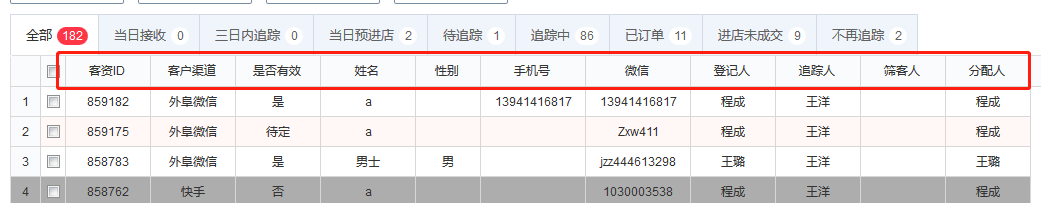 全部 182 当日接收 0 三日内追踪 0 当日预进店 2 待追踪 1 追踪中 86 已订单 11 进店未成交 9 不再追踪 2
客资ID 客户渠道 是否有效 姓名 性别 手机号 微信 登记人 追踪人 筛客人 分配人
1 859182 外阜微信 是 a 13941416817 13941416817 程成 王洋 程成
2 859175 外阜微信 待定 a Zxw411 程成 王洋 程成
3 858783 外阜微信 是 男士 男 jzz444613298 王璐 王洋 王璐
4 858762 快手 否 a 1030003538 程成 王洋 程成